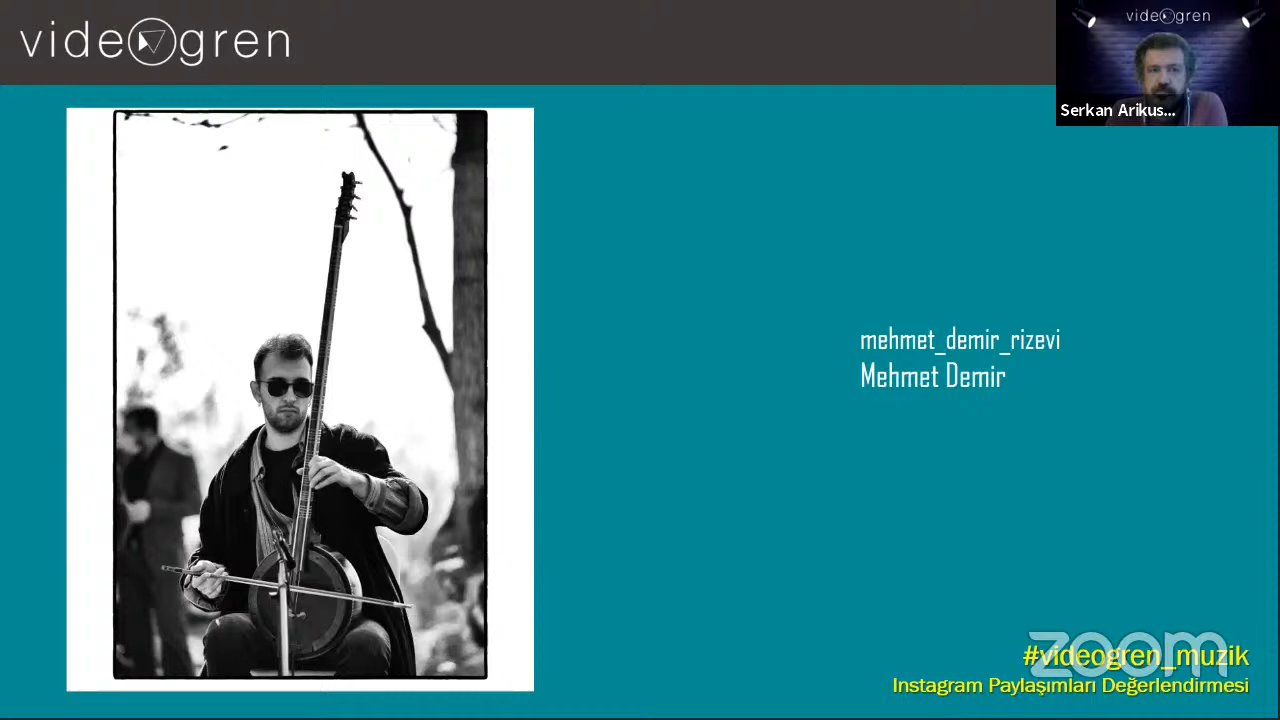 videogren
videogren
Serkan Arikus...
mehmet_demir_rizevi
Mehmet Demir
zoom
#videogren_muzik
Instagram Paylaşımları Değerlendirmesi